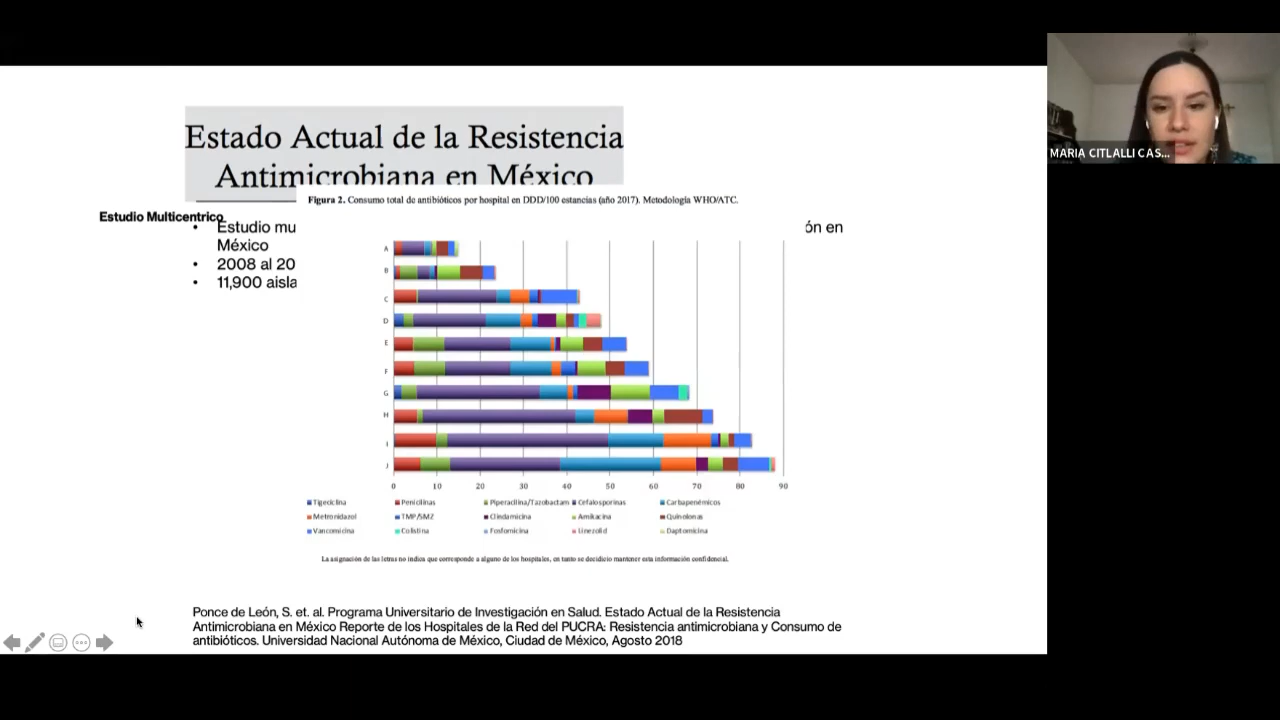 MARIA CITLALLI CAS...
Estado Actual de la Resistencia
Antimicrobiana en México
Estudio Multicentrico
• Estudio mu
ón en
México
• 2008 al 20
• 11,900 aisla
Figura 2. Consumo total de antibióticos por hospital en DDD/100 estancias (año 2017). Metodología WHO/ATC.
A
B
C
D
E
F
G
H
I
J
0 10 20 30 40 50 60 70 80 90
Tigeciclina Penicilinas Piperacilina/Tazobactam Cefalosporinas Carbapenémicos
Metronidazol TMP/SMZ Clindamicina Amikacina Quinolonas
Vancomicina Colistina Fosfomicina Linezolid Daptomicina
La asignación de las letras no indica que corresponde a alguno de los hospitales, en tanto se decidicio mantener esta información confidencial.
Ponce de León, S. et. al. Programa Universitario de Investigación en Salud. Estado Actual de la Resistencia
Antimicrobiana en México Reporte de los Hospitales de la Red del PUCRA: Resistencia antimicrobiana y Consumo de
antibióticos. Universidad Nacional Autónoma de México, Ciudad de México, Agosto 2018